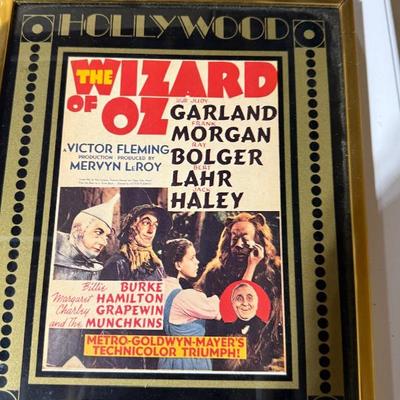 HOLLYWOOD
THE WIZARD
OF OZ
JUDY
GARLAND
FRANK
MORGAN
RAY
BOLGER
BERT
LAHR
JACK
HALEY
A VICTOR FLEMING
PRODUCTION · PRODUCED BY
MERVYN LeROY
Billie BURKE
Margaret HAMILTON
Charley GRAPEWIN
and The MUNCHKINS
METRO-GOLDWYN-MAYER'S
TECHNICOLOR TRIUMPH!